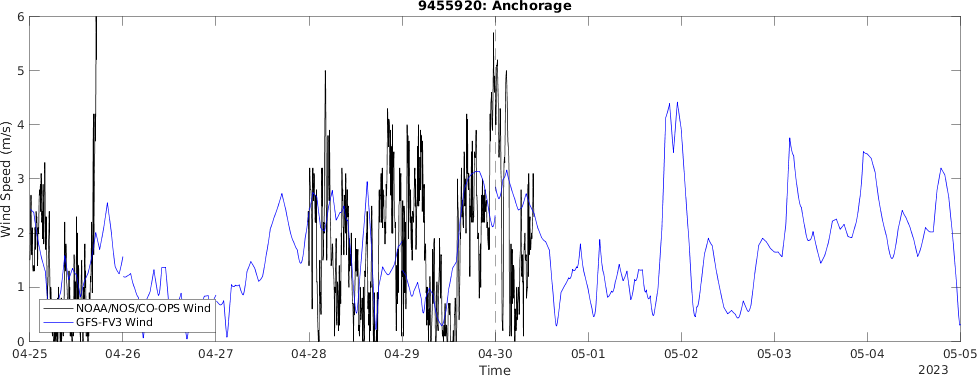 9455920: Anchorage
6
5
4
3
2
1
0
Wind Speed (m/s)
NOAA/NOS/CO-OPS Wind
GFS-FV3 Wind
04-25 04-26 04-27 04-28 04-29 04-30 05-01 05-02 05-03 05-04 05-05
Time
2023